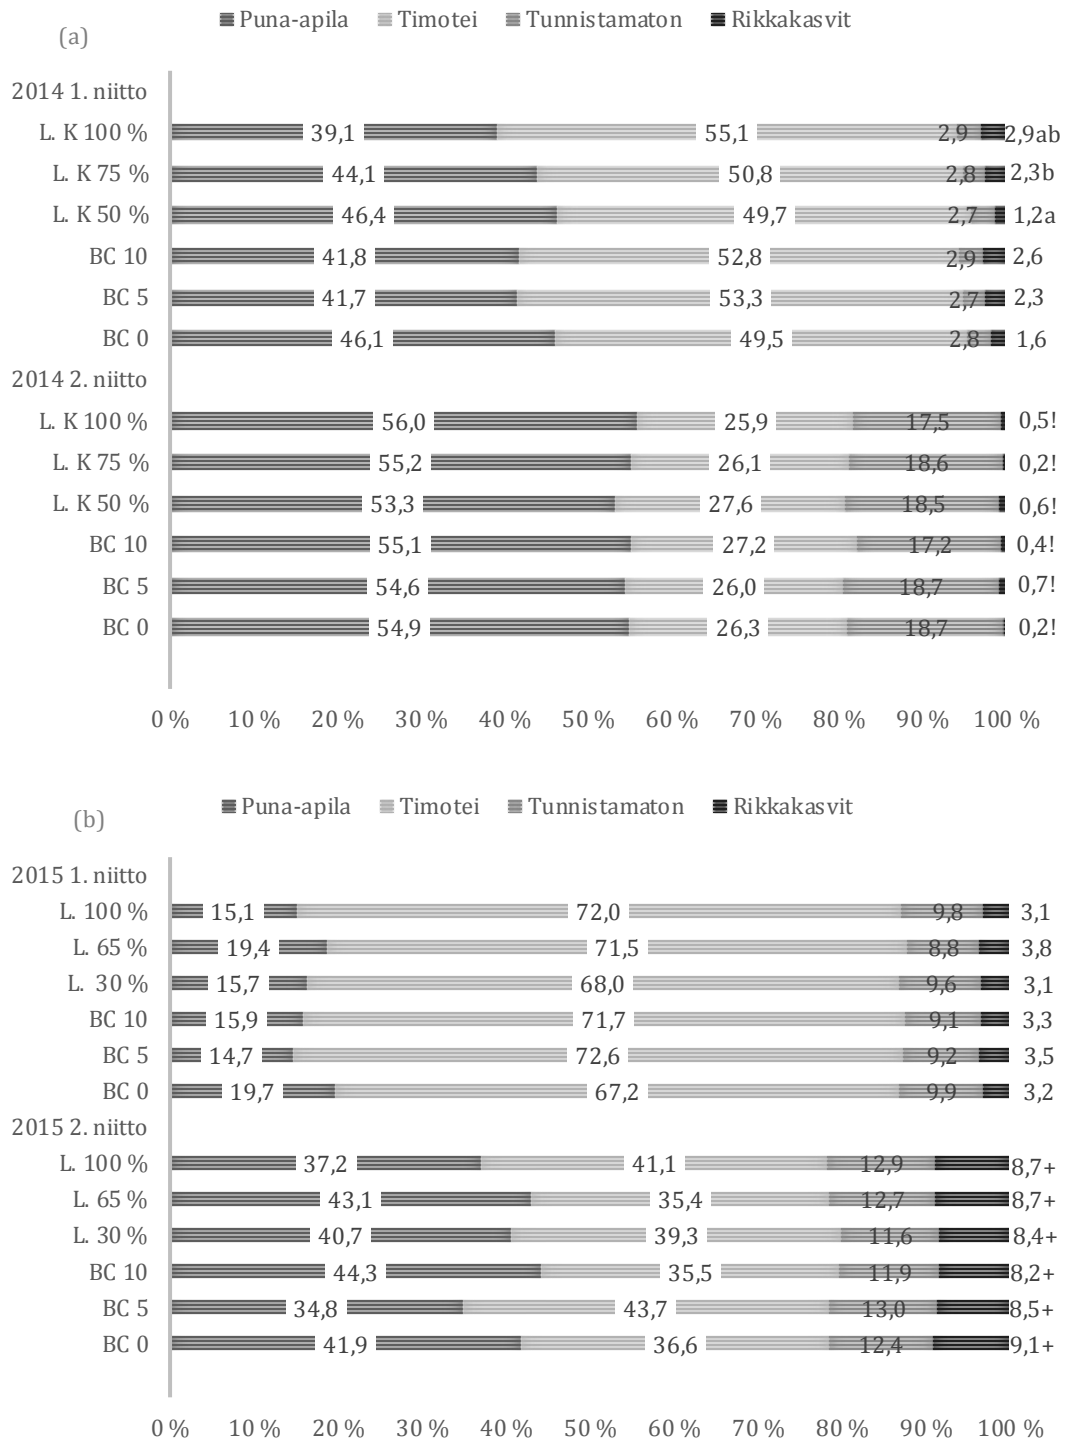 Puna-apila Timotei Tunnistamaton Rikkakasvit
(a)
2014 1. niitto
L. K 100 % 39,1 55,1 2,9 2,9ab
L. K 75 % 44,1 50,8 2,8 2,3b
L. K 50 % 46,4 49,7 2,7 1,2a
BC 10 41,8 52,8 2,9 2,6
BC 5 41,7 53,3 2,7 2,3
BC 0 46,1 49,5 2,8 1,6
2014 2. niitto
L. K 100 % 56,0 25,9 17,5 0,5!
L. K 75 % 55,2 26,1 18,6 0,2!
L. K 50 % 53,3 27,6 18,5 0,6!
BC 10 55,1 27,2 17,2 0,4!
BC 5 54,6 26,0 18,7 0,7!
BC 0 54,9 26,3 18,7 0,2!
0 % 10 % 20 % 30 % 40 % 50 % 60 % 70 % 80 % 90 % 100 %
Puna-apila Timotei Tunnistamaton Rikkakasvit
(b)
2015 1. niitto
L. 100 % 15,1 72,0 9,8 3,1
L. 65 % 19,4 71,5 8,8 3,8
L. 30 % 15,7 68,0 9,6 3,1
BC 10 15,9 71,7 9,1 3,3
BC 5 14,7 72,6 9,2 3,5
BC 0 19,7 67,2 9,9 3,2
2015 2. niitto
L. 100 % 37,2 41,1 12,9 8,7+
L. 65 % 43,1 35,4 12,7 8,7+
L. 30 % 40,7 39,3 11,6 8,4+
BC 10 44,3 35,5 11,9 8,2+
BC 5 34,8 43,7 13,0 8,5+
BC 0 41,9 36,6 12,4 9,1+
0 % 10 % 20 % 30 % 40 % 50 % 60 % 70 % 80 % 90 % 100 %